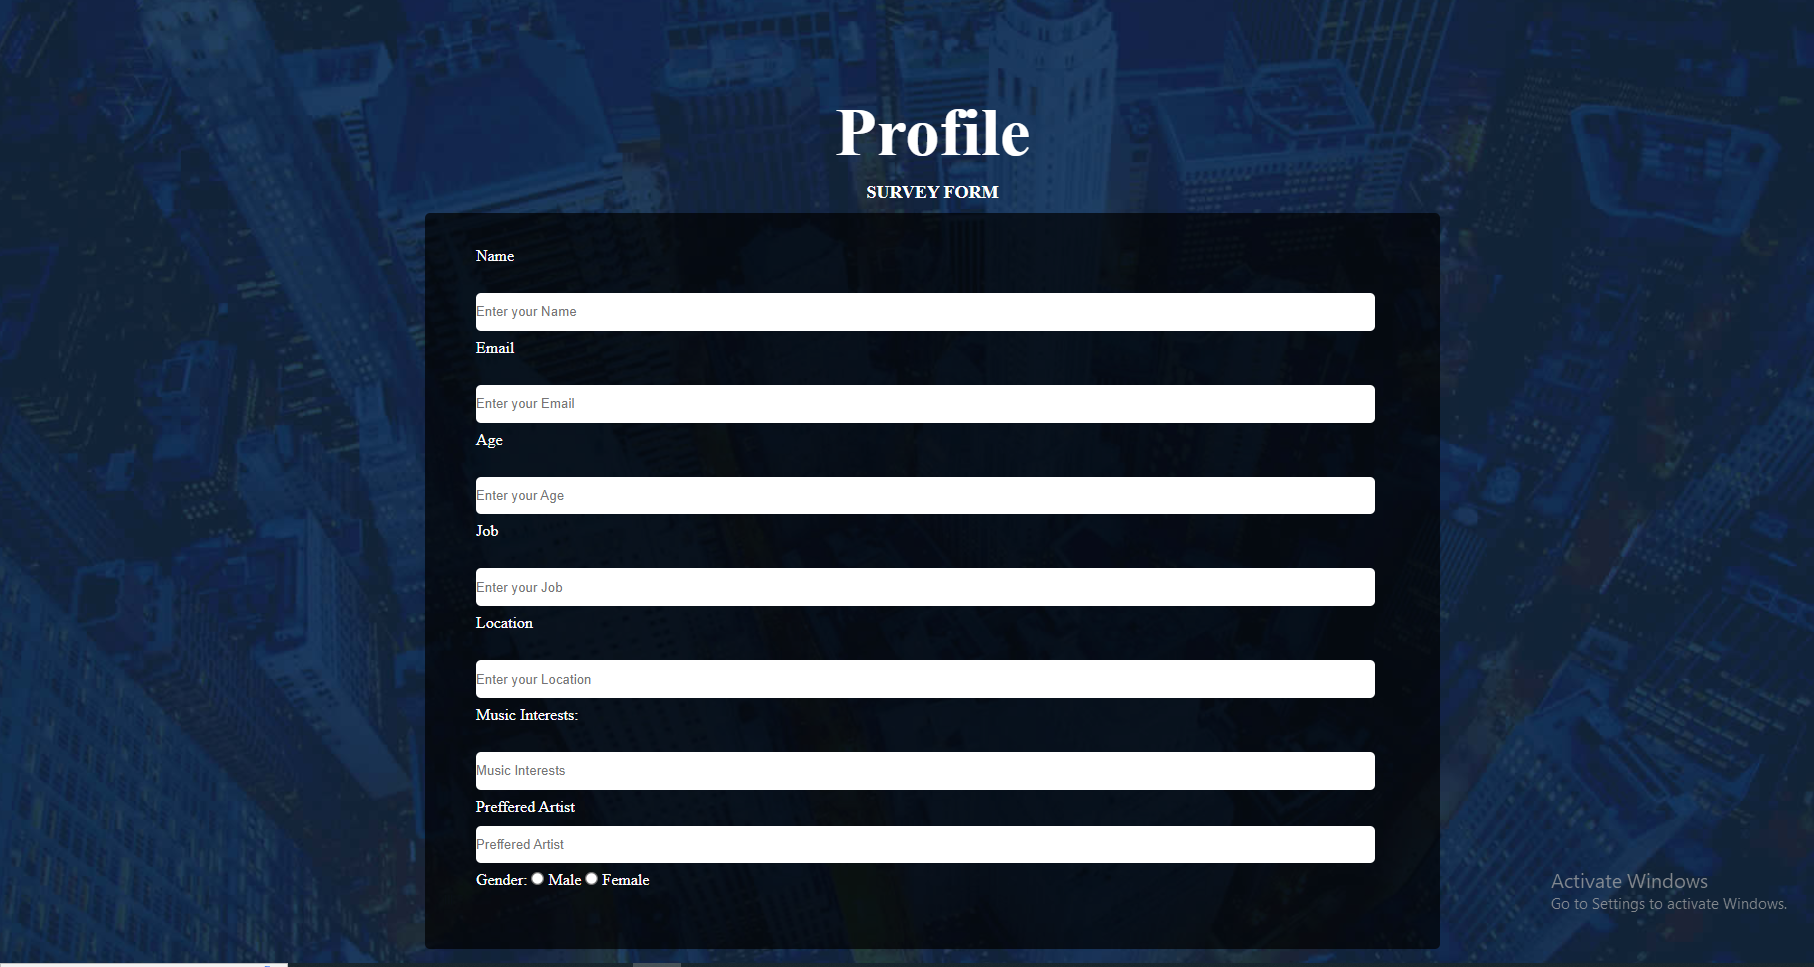 Profile
SURVEY FORM
Name
Enter your Name
Email
Enter your Email
Age
Enter your Age
Job
Enter your Job
Location
Enter your Location
Music Interests:
Music Interests
Preffered Artist
Preffered Artist
Gender: Male Female
Activate Windows
Go to Settings to activate Windows.